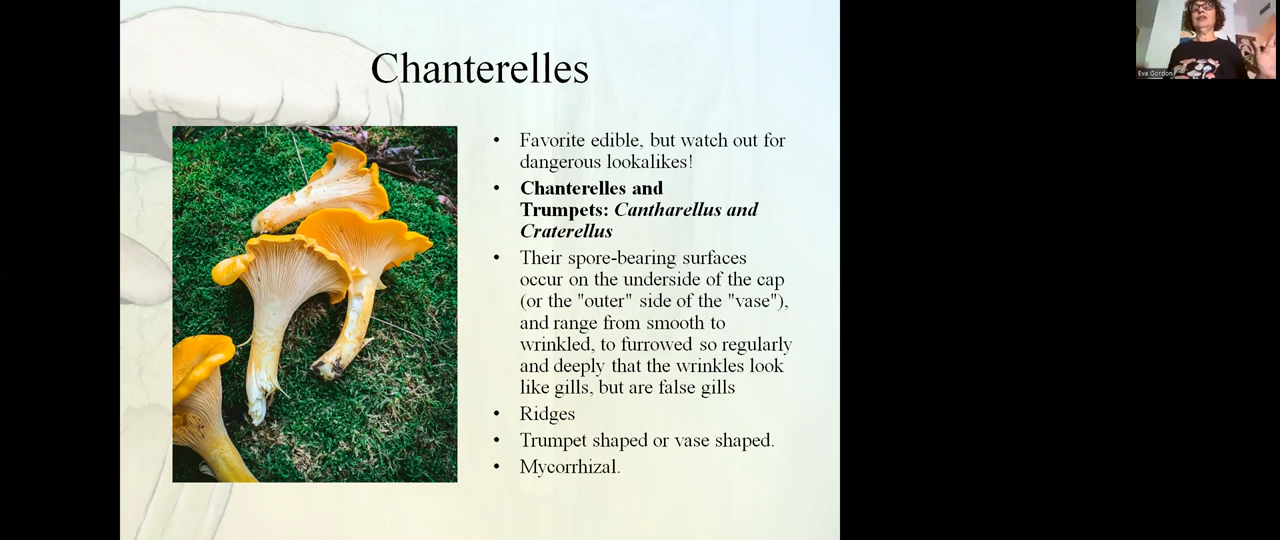 Chanterelles
Eva Gordon
• Favorite edible, but watch out for
dangerous lookalikes!
• Chanterelles and
Trumpets: Cantharellus and
Craterellus
• Their spore-bearing surfaces
occur on the underside of the cap
(or the "outer" side of the "vase"),
and range from smooth to
wrinkled, to furrowed so regularly
and deeply that the wrinkles look
like gills, but are false gills
• Ridges
• Trumpet shaped or vase shaped.
• Mycorrhizal.